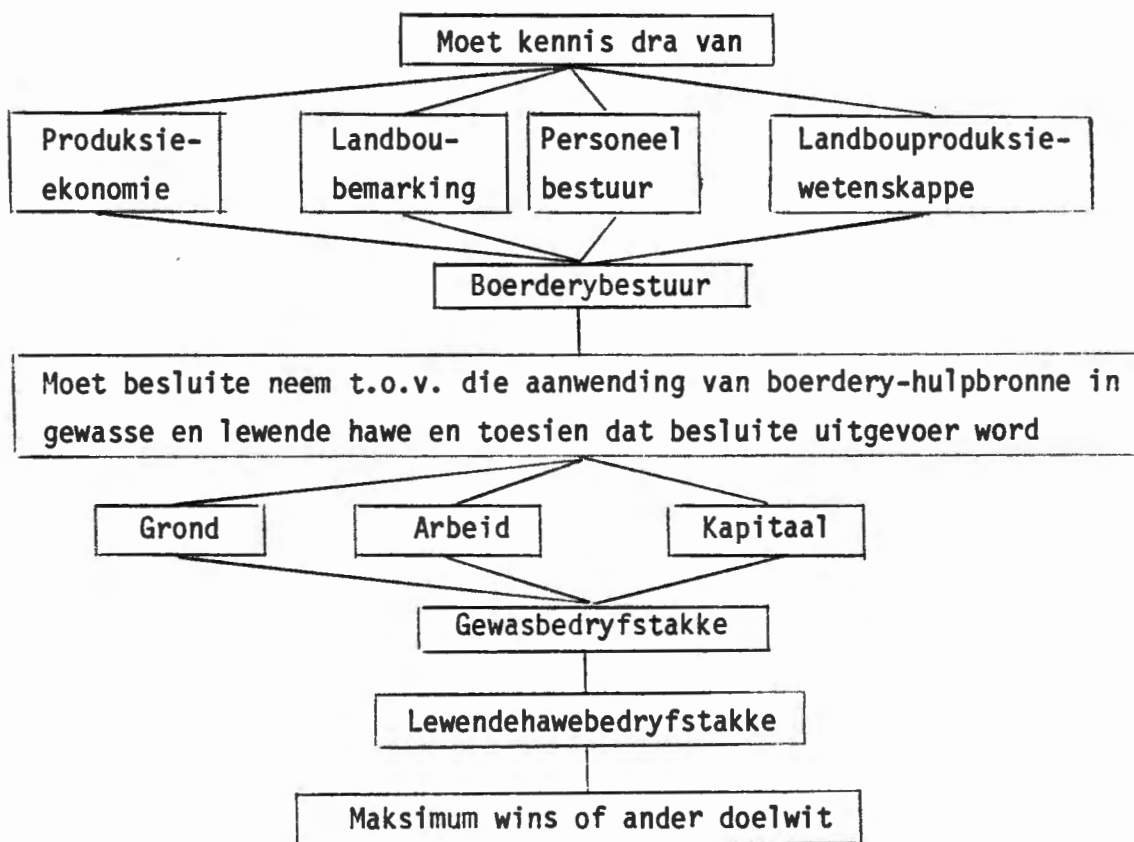 Moet kennis dra van
Produksie-
ekonomie
Landbou-
bemarking
Personeel
bestuur
Landbouproduksie-
wetenskappe
Boerderybestuur
Moet besluite neem t.o.v. die aanwending van boerdery-hulpbronne in
gewasse en lewende hawe en toesien dat besluite uitgevoer word
Grond
Arbeid
Kapitaal
Gewasbedryfstakke
Lewendehawebedryfstakke
Maksimum wins of ander doelwit